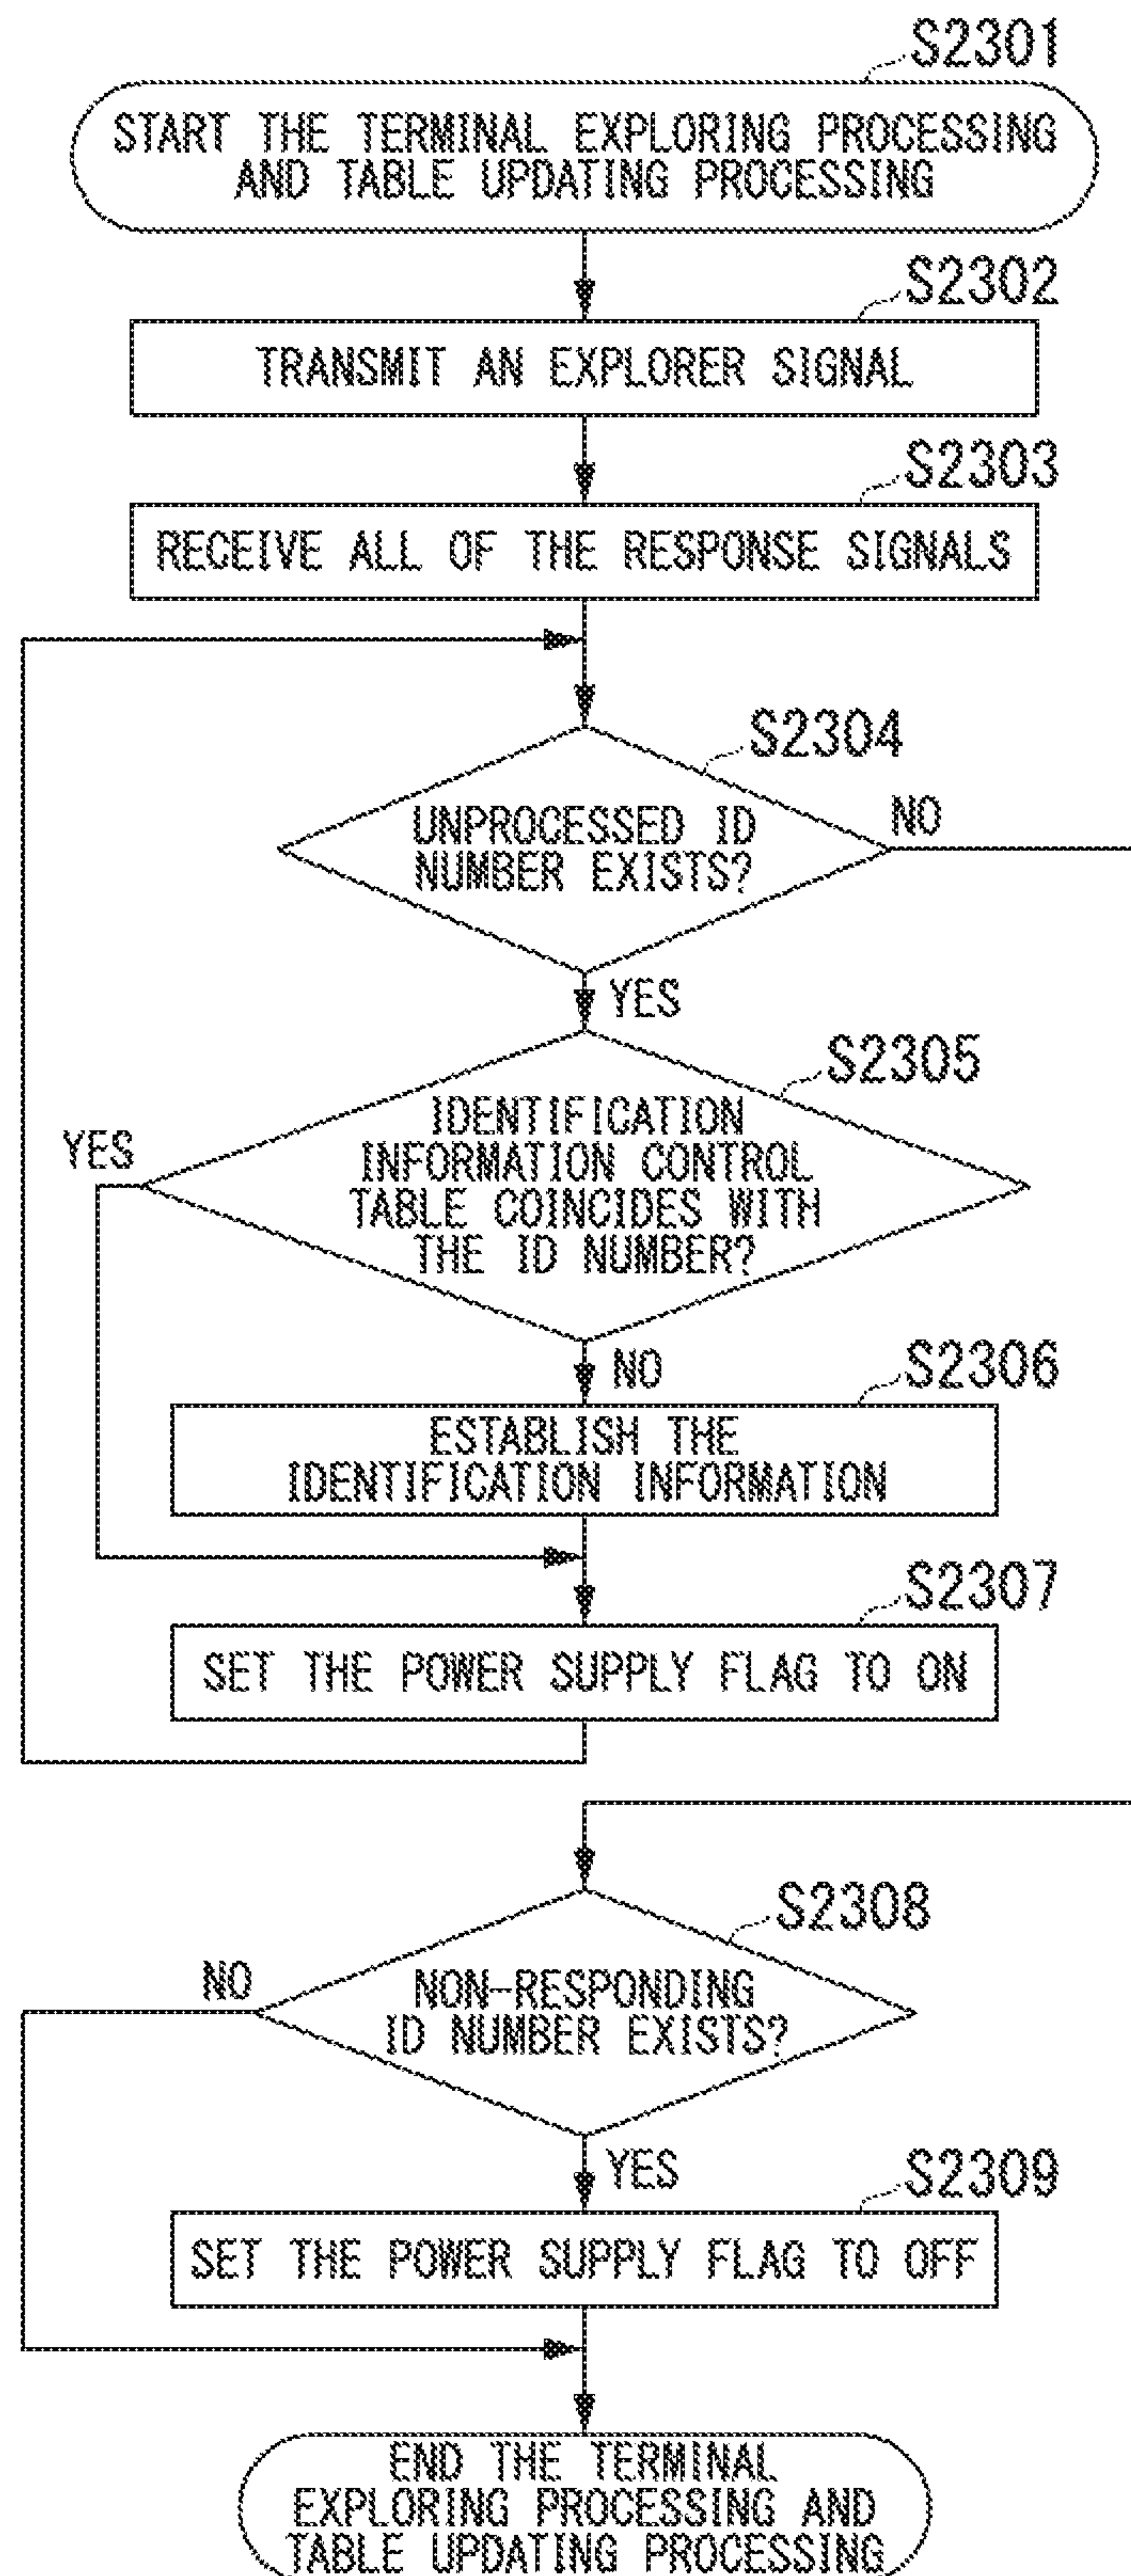 S2301
START THE TERMINAL EXPLORING PROCESSING
AND TABLE UPDATING PROCESSING
S2302
TRANSMIT AN EXPLORER SIGNAL
S2303
RECEIVE ALL OF THE RESPONSE SIGNALS
S2304
UNPROCESSED ID
NUMBER EXISTS?
NO
YES
S2305
IDENTIFICATION
INFORMATION CONTROL
TABLE COINCIDES WITH
THE ID NUMBER?
YES
NO
S2306
ESTABLISH THE
IDENTIFICATION INFORMATION
S2307
SET THE POWER SUPPLY FLAG TO ON
S2308
NON-RESPONDING
ID NUMBER EXISTS?
NO
YES
S2309
SET THE POWER SUPPLY FLAG TO OFF
END THE TERMINAL
EXPLORING PROCESSING AND
TABLE UPDATING PROCESSING